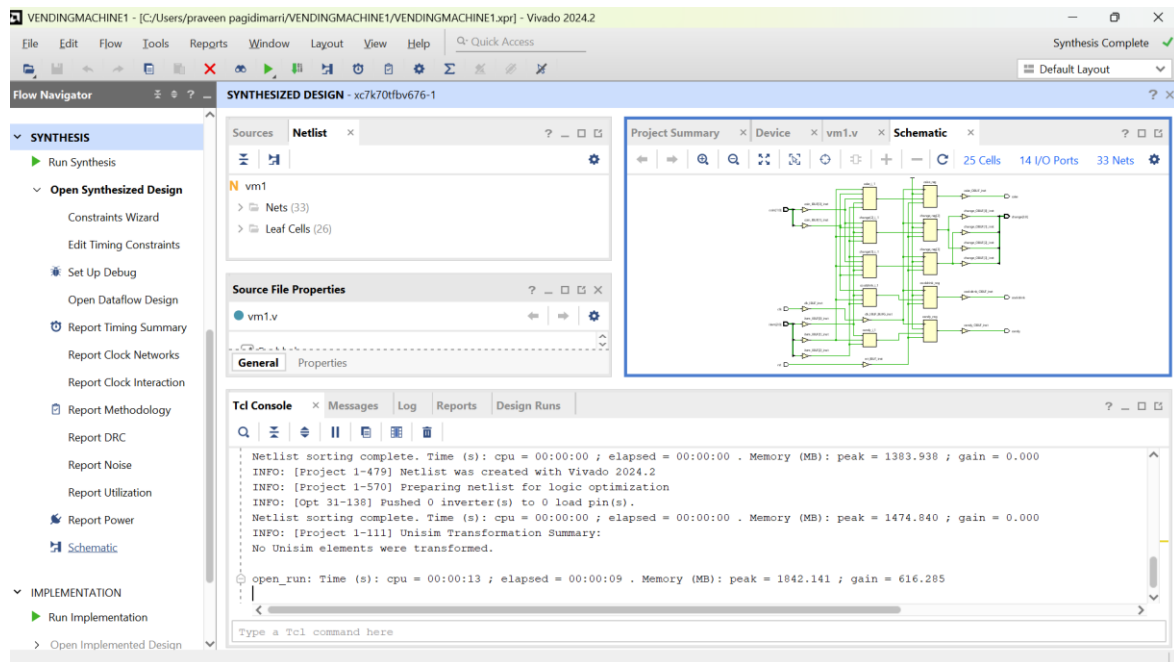 VENDINGMACHINE1 - [C:/Users/praveen pagidimarri/VENDINGMACHINE1/VENDINGMACHINE1.xpr] - Vivado 2024.2
File Edit Flow Tools Reports Window Layout View Help Q- Quick Access Synthesis Complete
Default Layout
Flow Navigator
SYNTHESIZED DESIGN - xc7k70tfbv676-1
SYNTHESIS
Run Synthesis
Open Synthesized Design
Constraints Wizard
Edit Timing Constraints
Set Up Debug
Open Dataflow Design
Report Timing Summary
Report Clock Networks
Report Clock Interaction
Report Methodology
Report DRC
Report Noise
Report Utilization
Report Power
Schematic
IMPLEMENTATION
Run Implementation
Open Implemented Design
Sources Netlist
N vm1
Nets (33)
Leaf Cells (26)
Source File Properties
vm1.v
General Properties
Project Summary Device vm1.v Schematic
25 Cells 14 I/O Ports 33 Nets
Tcl Console Messages Log Reports Design Runs
Netlist sorting complete. Time (s): cpu = 00:00:00 ; elapsed = 00:00:00 . Memory (MB): peak = 1383.938 ; gain = 0.000
INFO: [Project 1-479] Netlist was created with Vivado 2024.2
INFO: [Project 1-570] Preparing netlist for logic optimization
INFO: [Opt 31-138] Pushed 0 inverter(s) to 0 load pin(s).
Netlist sorting complete. Time (s): cpu = 00:00:00 ; elapsed = 00:00:00 . Memory (MB): peak = 1474.840 ; gain = 0.000
INFO: [Project 1-111] Unisim Transformation Summary:
No Unisim elements were transformed.
open_run: Time (s): cpu = 00:00:13 ; elapsed = 00:00:09 . Memory (MB): peak = 1842.141 ; gain = 616.285
Type a Tcl command here